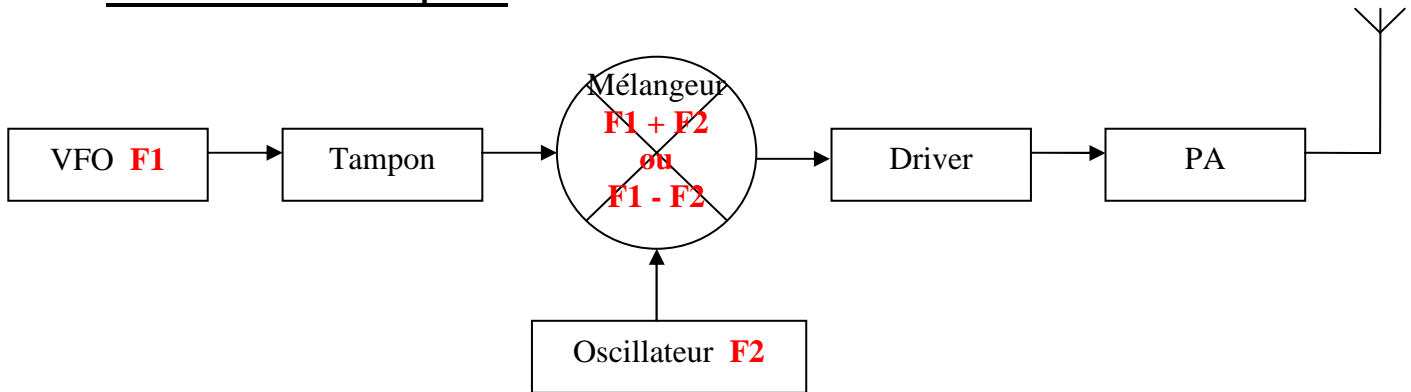 VFO F1
Tampon
Mélangeur
F1 + F2
ou
F1 - F2
Driver
PA
Oscillateur F2